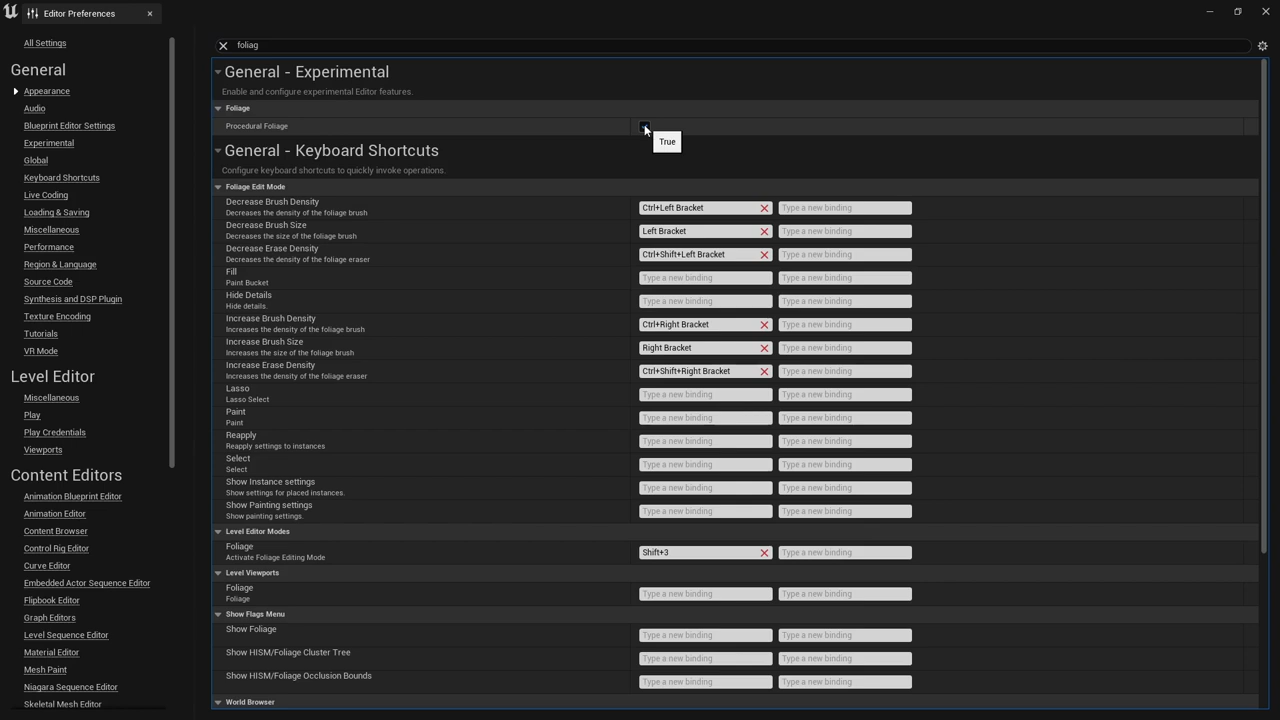 Editor Preferences
All Settings
General
Appearance
Audio
Blueprint Editor Settings
Experimental
Global
Keyboard Shortcuts
Live Coding
Loading & Saving
Miscellaneous
Performance
Region & Language
Source Code
Synthesis and DSP Plugin
Texture Encoding
Tutorials
VR Mode
Level Editor
Miscellaneous
Play
Play Credentials
Viewports
Content Editors
Animation Blueprint Editor
Animation Editor
Content Browser
Control Rig Editor
Curve Editor
Embedded Actor Sequence Editor
Flipbook Editor
Graph Editors
Level Sequence Editor
Material Editor
Mesh Paint
Niagara Sequence Editor
Skeletal Mesh Editor
foliag
General - Experimental
Enable and configure experimental Editor features.
Foliage
Procedural Foliage
True
General - Keyboard Shortcuts
Configure keyboard shortcuts to quickly invoke operations.
Foliage Edit Mode
Decrease Brush Density
Decreases the density of the foliage brush
Ctrl+Left Bracket Type a new binding
Decrease Brush Size
Decreases the size of the foliage brush
Left Bracket Type a new binding
Decrease Erase Density
Decreases the density of the foliage eraser
Ctrl+Shift+Left Bracket Type a new binding
Fill
Paint Bucket
Type a new binding Type a new binding
Hide Details
Hide details.
Type a new binding Type a new binding
Increase Brush Density
Increases the density of the foliage brush
Ctrl+Right Bracket Type a new binding
Increase Brush Size
Increases the size of the foliage brush
Right Bracket Type a new binding
Increase Erase Density
Increases the density of the foliage eraser
Ctrl+Shift+Right Bracket Type a new binding
Lasso
Lasso Select
Type a new binding Type a new binding
Paint
Paint
Type a new binding Type a new binding
Reapply
Reapply settings to instances
Type a new binding Type a new binding
Select
Select
Type a new binding Type a new binding
Show Instance settings
Show settings for placed instances.
Type a new binding Type a new binding
Show Painting settings
Show painting settings.
Type a new binding Type a new binding
Level Editor Modes
Foliage
Activate Foliage Editing Mode
Shift+3 Type a new binding
Level Viewports
Foliage
Foliage
Type a new binding Type a new binding
Show Flags Menu
Show Foliage
Type a new binding Type a new binding
Show HISM/Foliage Cluster Tree
Type a new binding Type a new binding
Show HISM/Foliage Occlusion Bounds
Type a new binding Type a new binding
World Browser